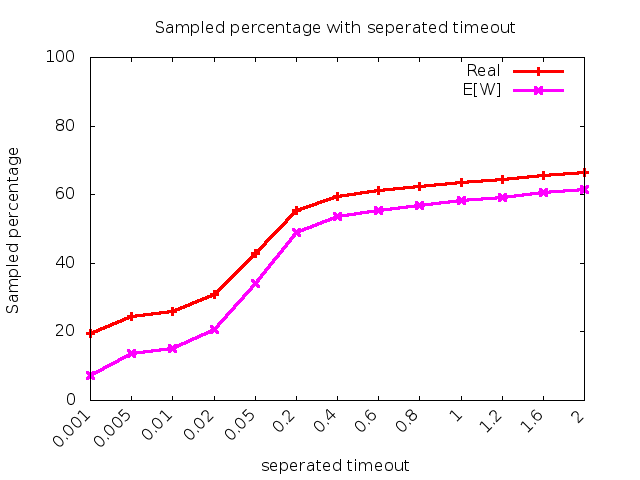 Sampled percentage with seperated timeout
100
80
60
40
20
0
Sampled percentage
Real
E[W]
0.001 0.005 0.01 0.02 0.05 0.2 0.4 0.6 0.8 1 1.2 1.6 2
seperated timeout